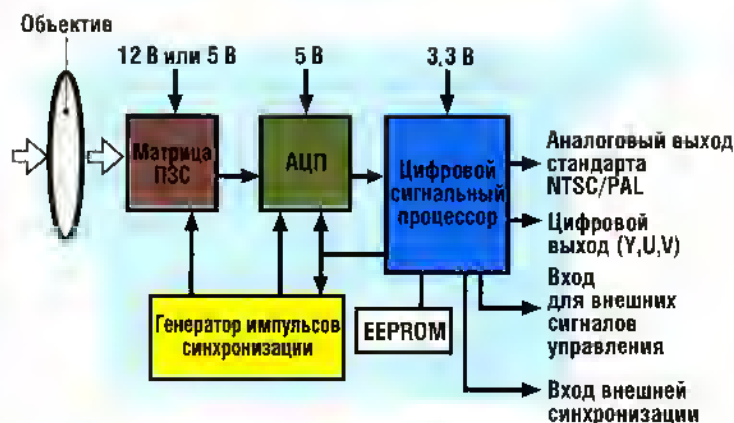 Объектив
12 В или 5 В
5 В
3,3 В
Матрица
ПЗС
АЦП
Цифровой
сигнальный
процессор
Аналоговый выход
стандарта
NTSC/PAL
Цифровой
выход (Y,U,V)
Вход
для внешних
сигналов
управления
Вход внешней
синхронизации
Генератор импульсов
синхронизации
EEPROM